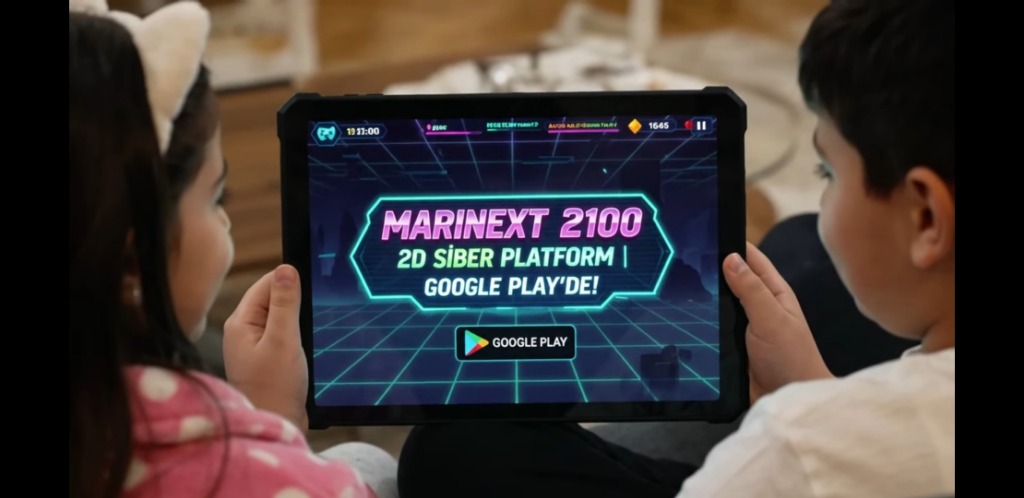 1645
MARINEXT 2100
2D SİBER PLATFORM |
GOOGLE PLAY'DE!
GOOGLE PLAY